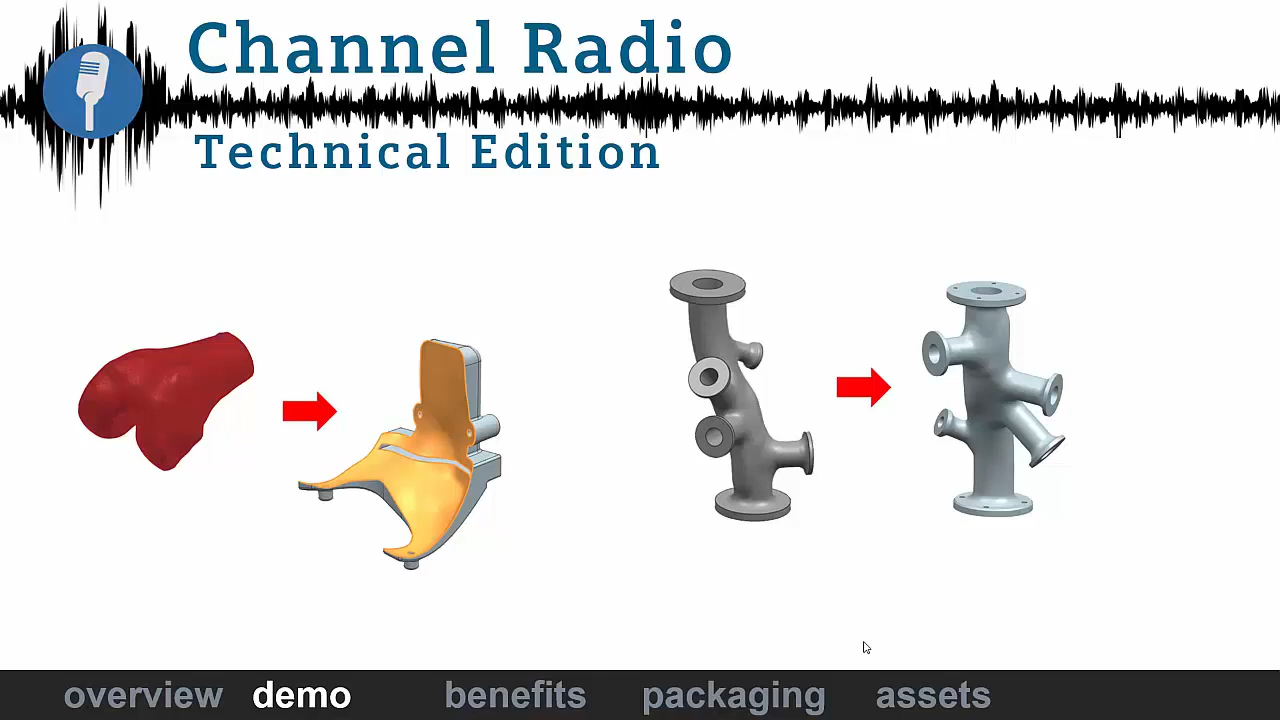 Channel Radio
Technical Edition
overview demo benefits packaging assets